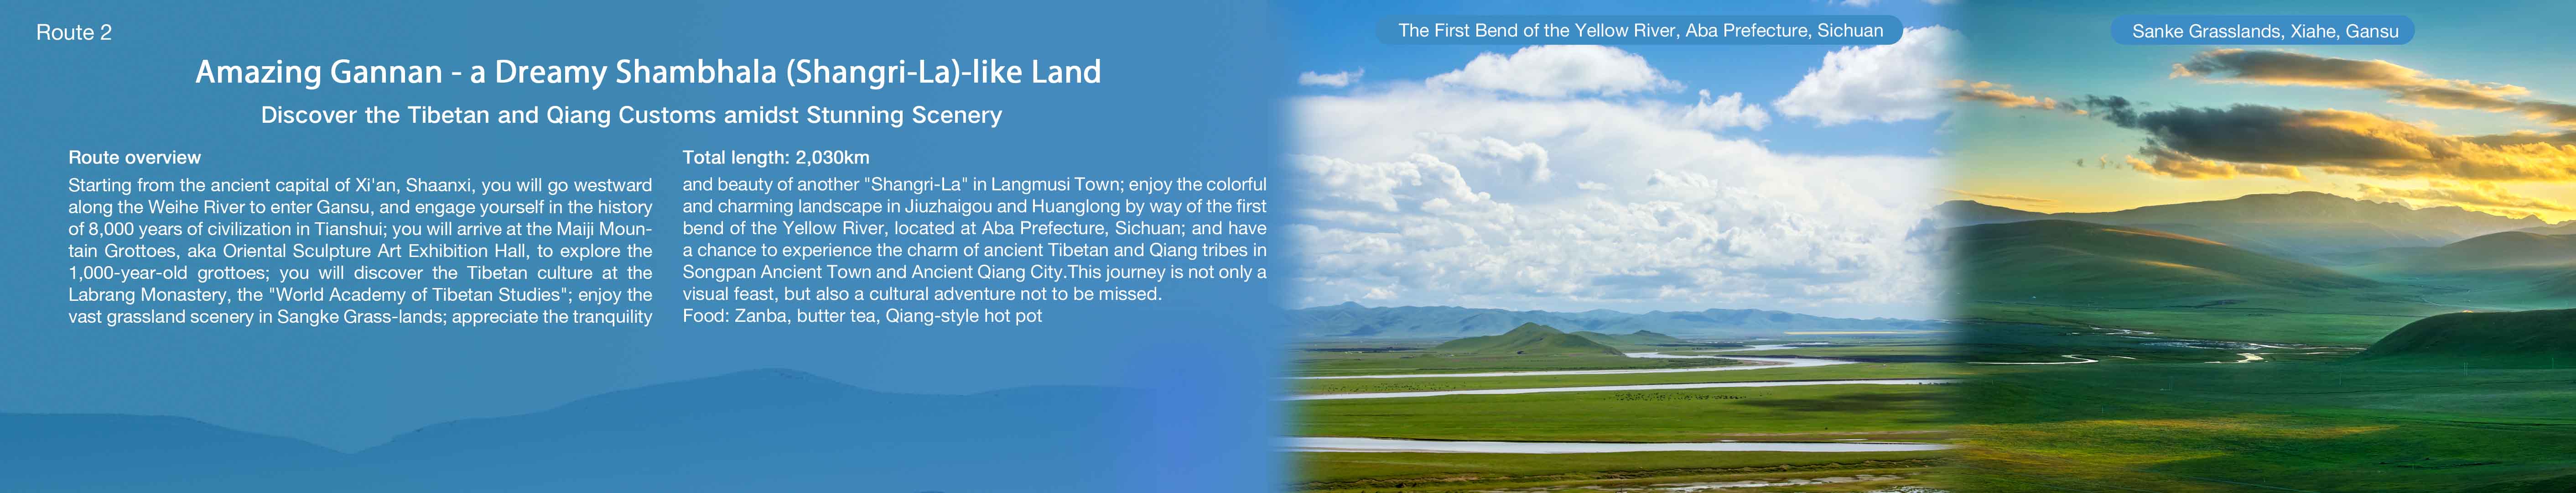 Route 2
Amazing Gannan - a Dreamy Shambhala (Shangri-La)-like Land
Discover the Tibetan and Qiang Customs amidst Stunning Scenery
Route overview
Starting from the ancient capital of Xi'an, Shaanxi, you will go westward
along the Weihe River to enter Gansu, and engage yourself in the history
of 8,000 years of civilization in Tianshui; you will arrive at the Maiji Moun-
tain Grottoes, aka Oriental Sculpture Art Exhibition Hall, to explore the
1,000-year-old grottoes; you will discover the Tibetan culture at the
Labrang Monastery, the "World Academy of Tibetan Studies"; enjoy the
vast grassland scenery in Sangke Grass-lands; appreciate the tranquility
Total length: 2,030km
and beauty of another "Shangri-La" in Langmusi Town; enjoy the colorful
and charming landscape in Jiuzhaigou and Huanglong by way of the first
bend of the Yellow River, located at Aba Prefecture, Sichuan; and have
a chance to experience the charm of ancient Tibetan and Qiang tribes in
Songpan Ancient Town and Ancient Qiang City.This journey is not only a
visual feast, but also a cultural adventure not to be missed.
Food: Zanba, butter tea, Qiang-style hot pot
The First Bend of the Yellow River, Aba Prefecture, Sichuan
Sanke Grasslands, Xiahe, Gansu